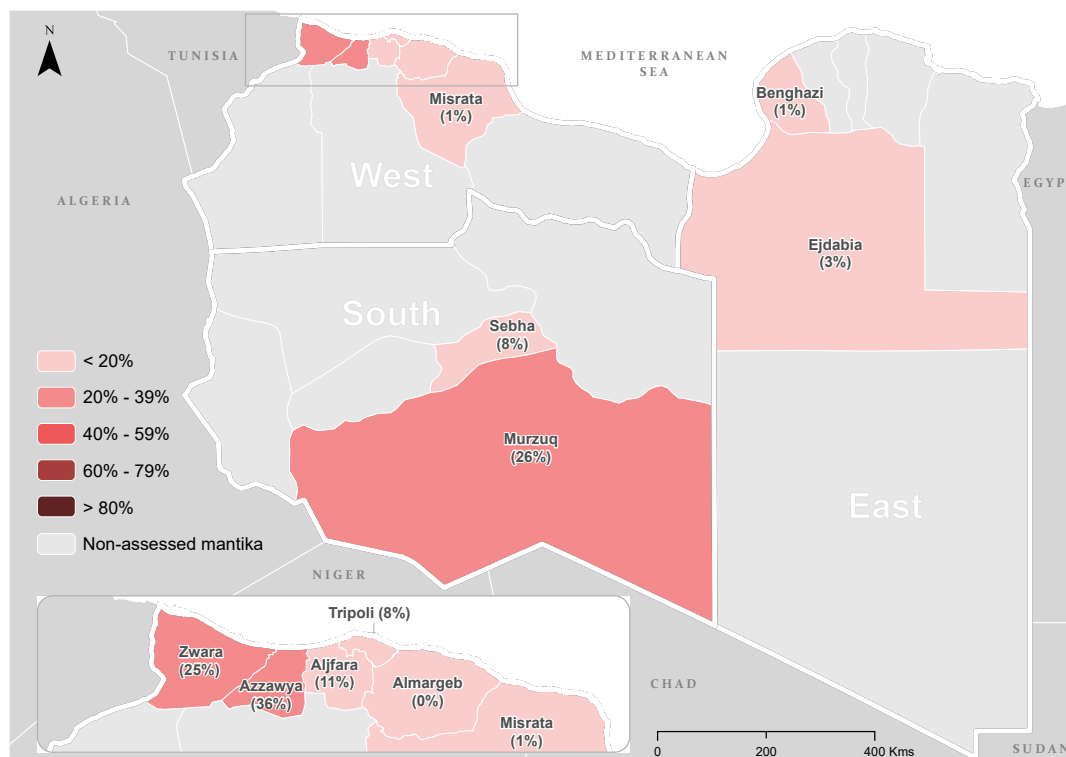 N
TUNISIA
MEDITERRANEAN
SEA
Misrata
(1%)
Benghazi
(1%)
West
ALGERIA
EGYP
Ejdabia
(3%)
South
Sebha
(8%)
< 20%
20% - 39%
40% - 59%
60% - 79%
> 80%
Non-assessed mantika
Murzuq
(26%)
East
NIGER
Tripoli (8%)
Zwara
(25%)
Azzawya
(36%)
Aljfara
(11%)
Almargeb
(0%)
Misrata
(1%)
CHAD
0 200 400 Kms
SUDAN